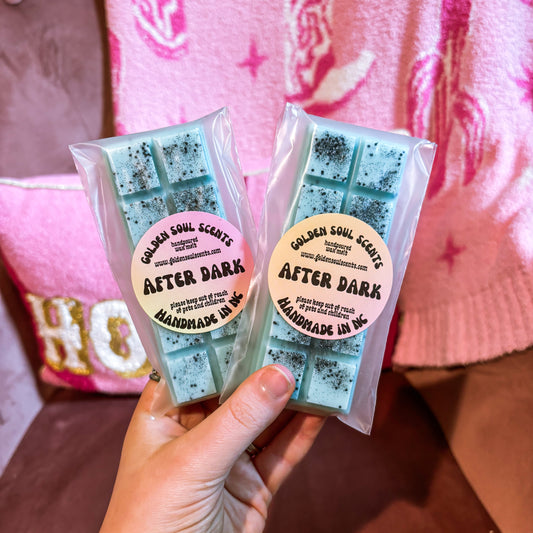 GOLDEN SOUL SCENTS
handpoured
wax melt
www.goldensoulscents.com
AFTER DARK
please keep out of reach
of pets and children
HANDMADE IN NC
GOLDEN SOUL SCENTS
handpoured
wax melt
www.goldensoulscents.com
AFTER DARK
please keep out of reach
of pets and children
HANDMADE IN NC
HO